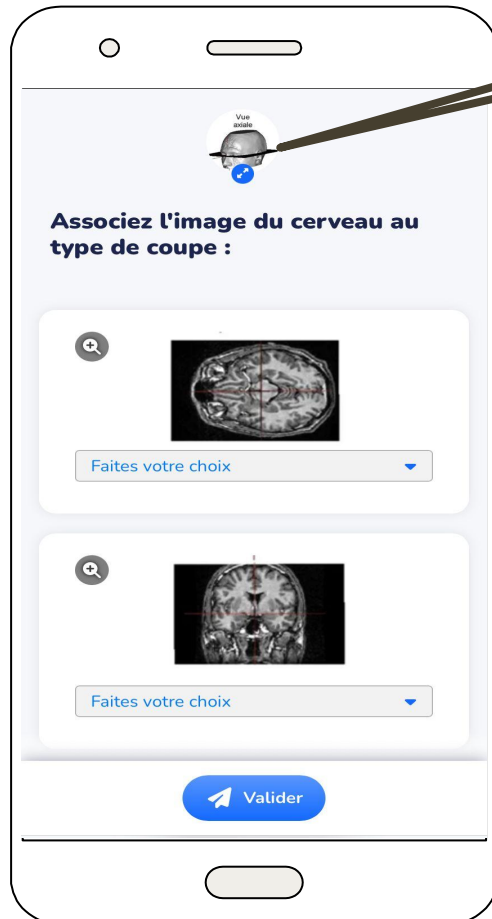 Vue
axiale
Associez l'image du cerveau au
type de coupe :
Faites votre choix
Faites votre choix
Valider